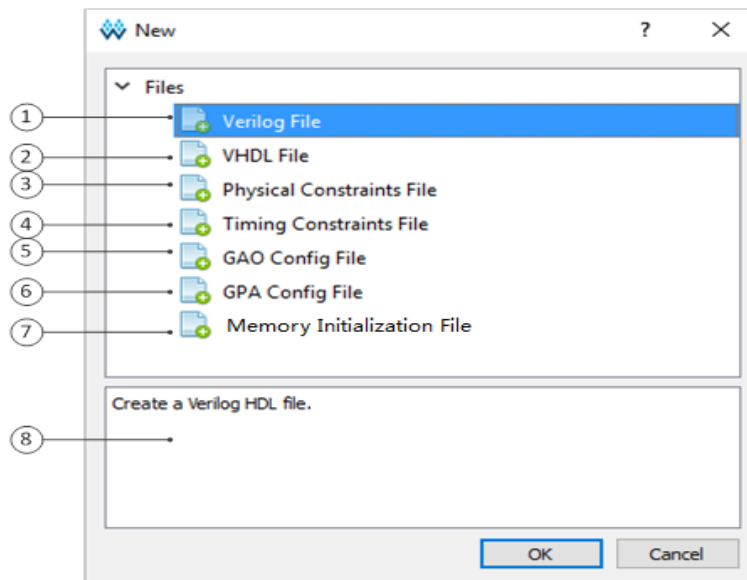 New ? ×
Files
1 Verilog File
2 VHDL File
3 Physical Constraints File
4 Timing Constraints File
5 GAO Config File
6 GPA Config File
7 Memory Initialization File
Create a Verilog HDL file.
8
OK Cancel